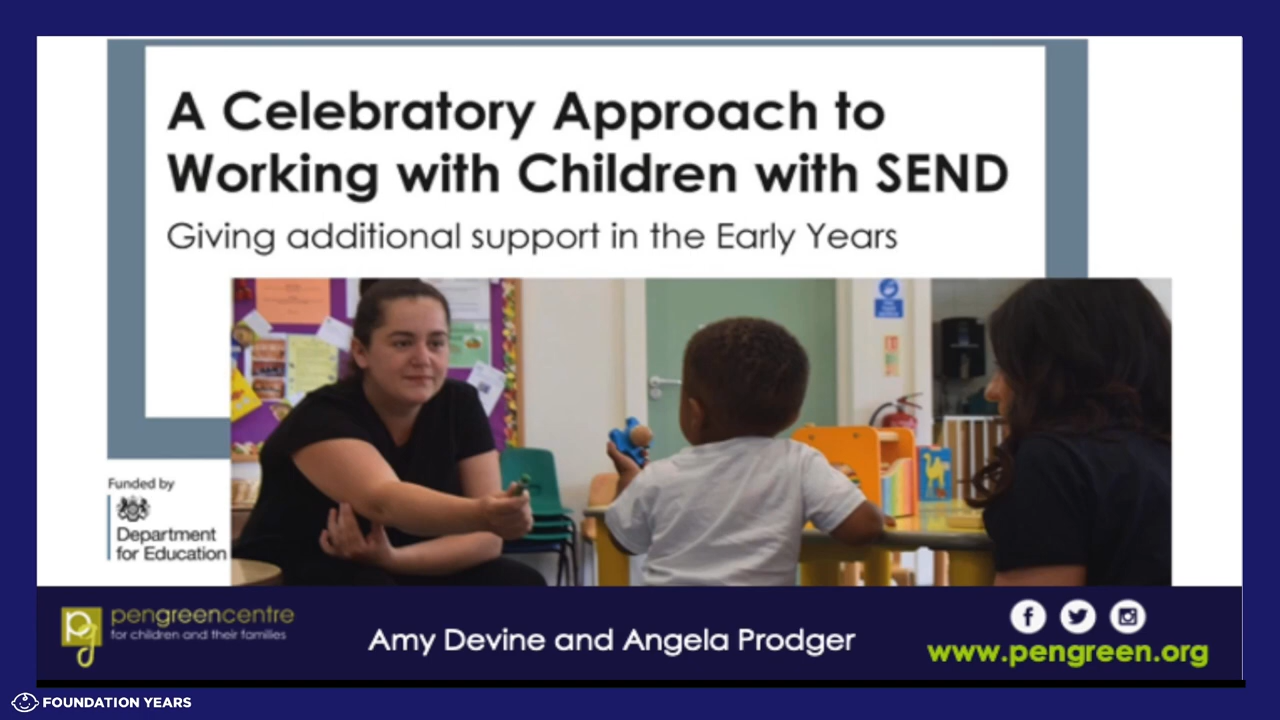 A Celebratory Approach to
Working with Children with SEND
Giving additional support in the Early Years
Funded by
Department
for Education
pengreencentre
for children and their families
Amy Devine and Angela Prodger
www.pengreen.org
FOUNDATION YEARS